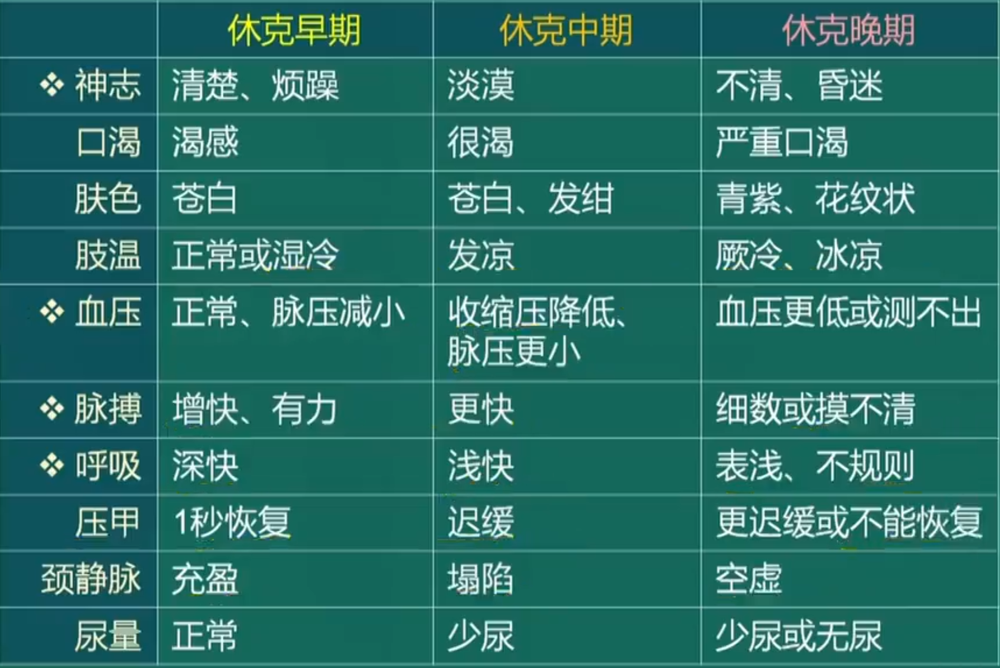 休克早期 休克中期 休克晚期
❖ 神志 清楚、烦躁 淡漠 不清、昏迷
口渴 渴感 很渴 严重口渴
肤色 苍白 苍白、发绀 青紫、花纹状
肢温 正常或湿冷 发凉 厥冷、冰凉
❖ 血压 正常、脉压减小 收缩压降低、 血压更低或测不出
脉压更小
❖ 脉搏 增快、有力 更快 细数或摸不清
❖ 呼吸 深快 浅快 表浅、不规则
压甲 1秒恢复 迟缓 更迟缓或不能恢复
颈静脉 充盈 塌陷 空虚
尿量 正常 少尿 少尿或无尿